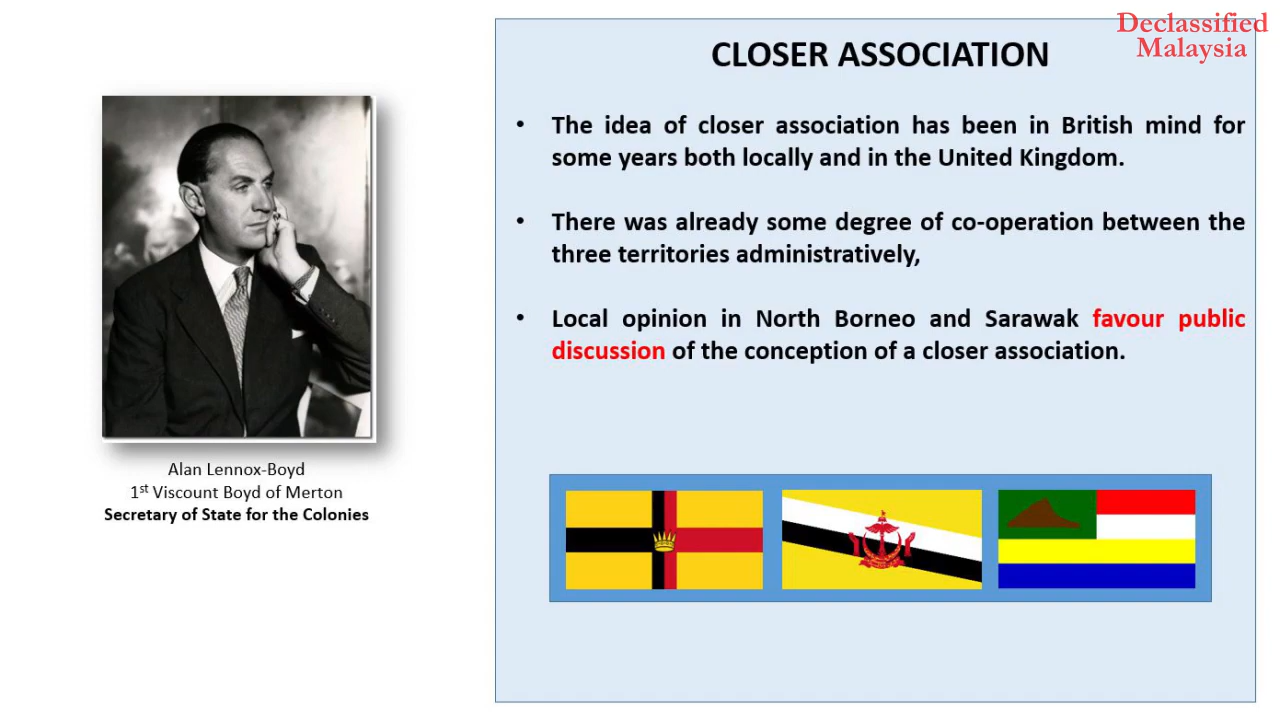 Declassified
Malaysia
CLOSER ASSOCIATION
• The idea of closer association has been in British mind for
some years both locally and in the United Kingdom.
• There was already some degree of co-operation between the
three territories administratively,
• Local opinion in North Borneo and Sarawak favour public
discussion of the conception of a closer association.
Alan Lennox-Boyd
1st Viscount Boyd of Merton
Secretary of State for the Colonies